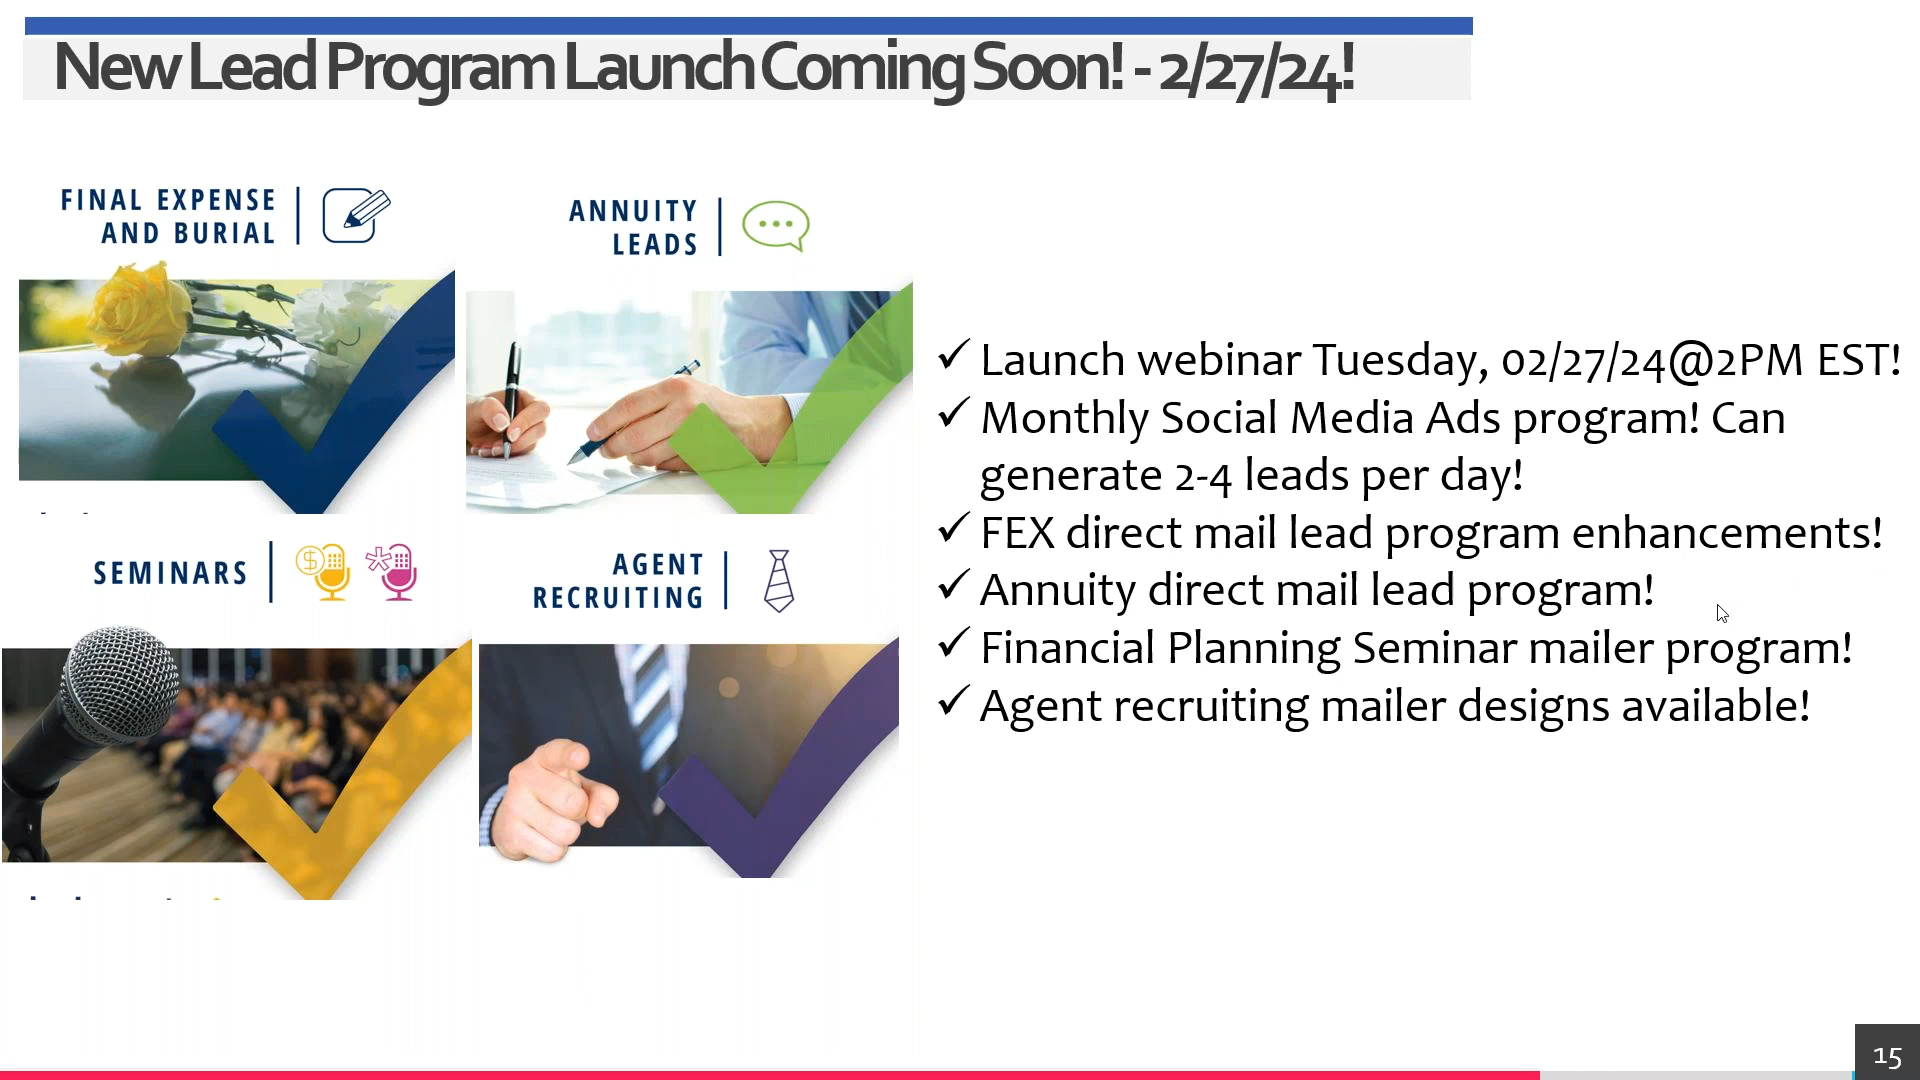 New Lead Program Launch Coming Soon! - 2/27/24!
FINAL EXPENSE
AND BURIAL
ANNUITY
LEADS
SEMINARS
AGENT
RECRUITING
✓ Launch webinar Tuesday, 02/27/24@2PM EST!
✓ Monthly Social Media Ads program! Can
generate 2-4 leads per day!
✓ FEX direct mail lead program enhancements!
✓ Annuity direct mail lead program!
✓ Financial Planning Seminar mailer program!
✓ Agent recruiting mailer designs available!
15